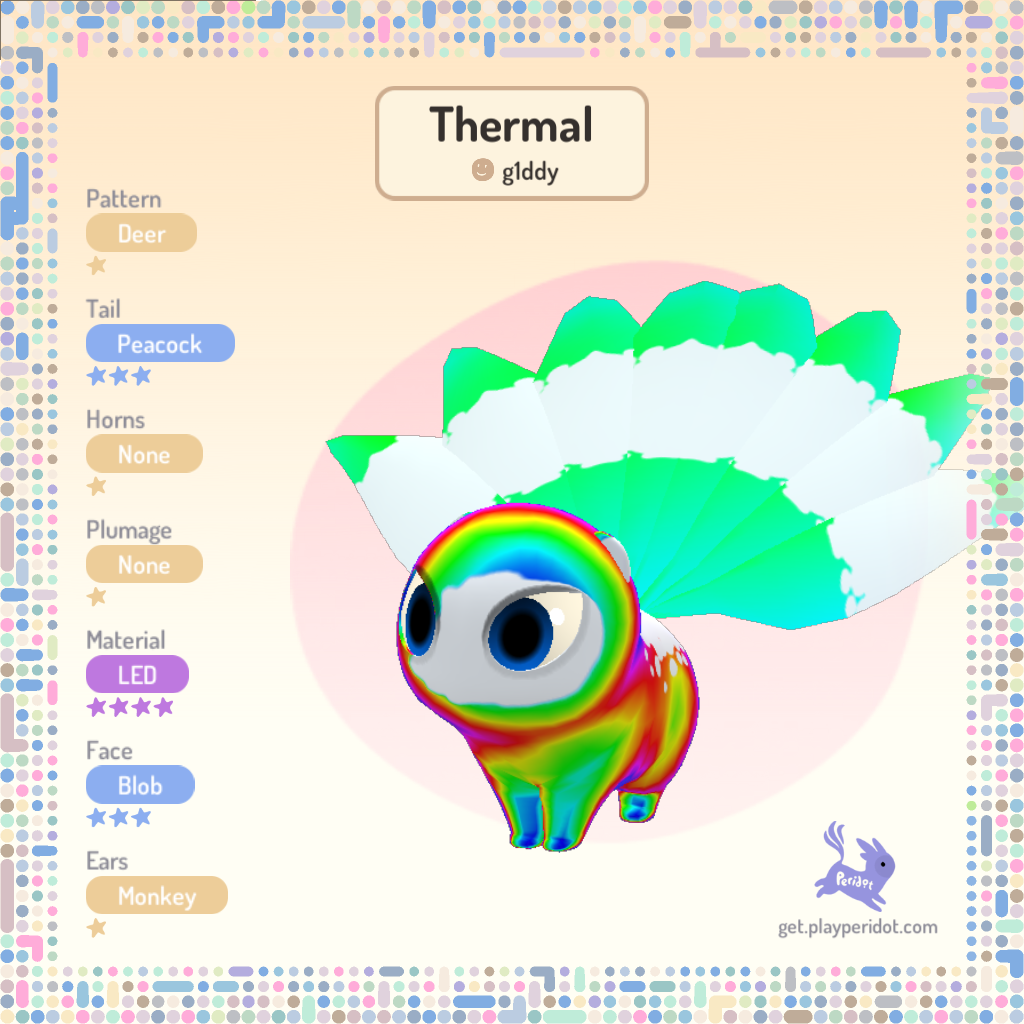 Thermal
g1ddy
Pattern
Deer
Tail
Peacock
Horns
None
Plumage
None
Material
LED
Face
Blob
Ears
Monkey
Peridot
get.playperidot.com